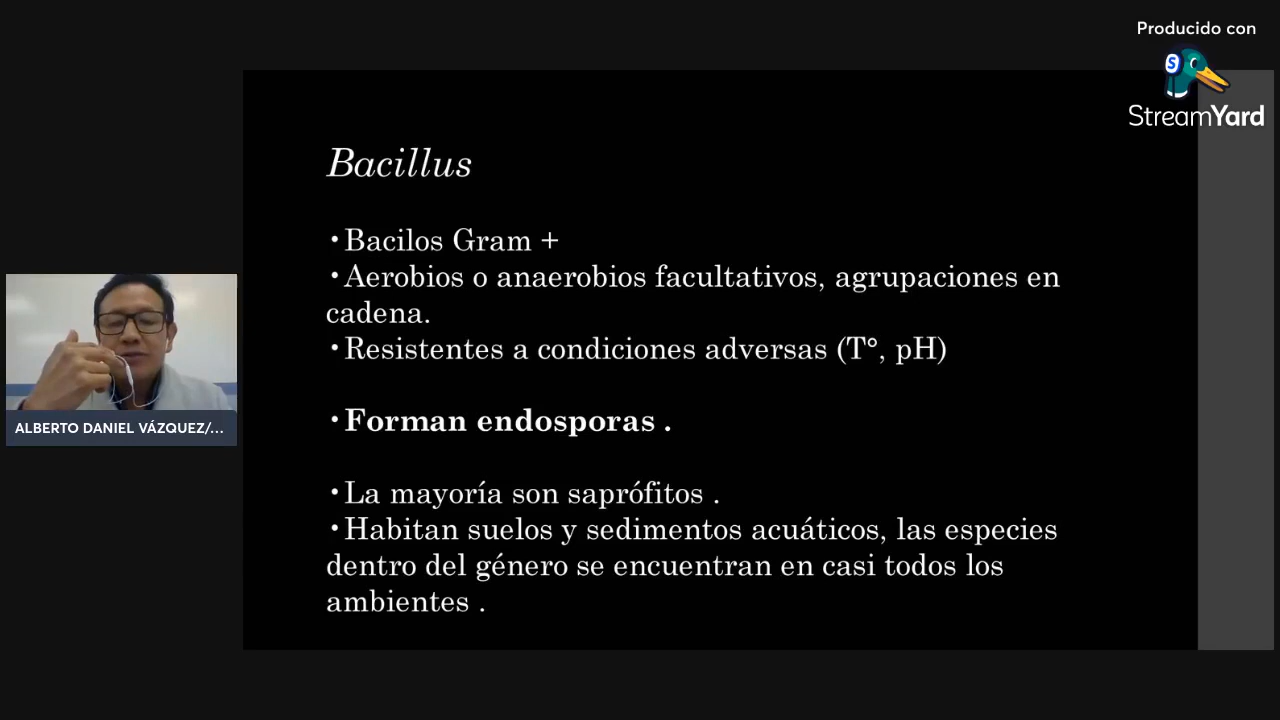 Producido con
StreamYard
Bacillus
•Bacilos Gram +
•Aerobios o anaerobios facultativos, agrupaciones en
cadena.
•Resistentes a condiciones adversas (T°, pH)
•Forman endosporas .
•La mayoría son saprófitos .
•Habitan suelos y sedimentos acuáticos, las especies
dentro del género se encuentran en casi todos los
ambientes .
ALBERTO DANIEL VÁZQUEZ/...